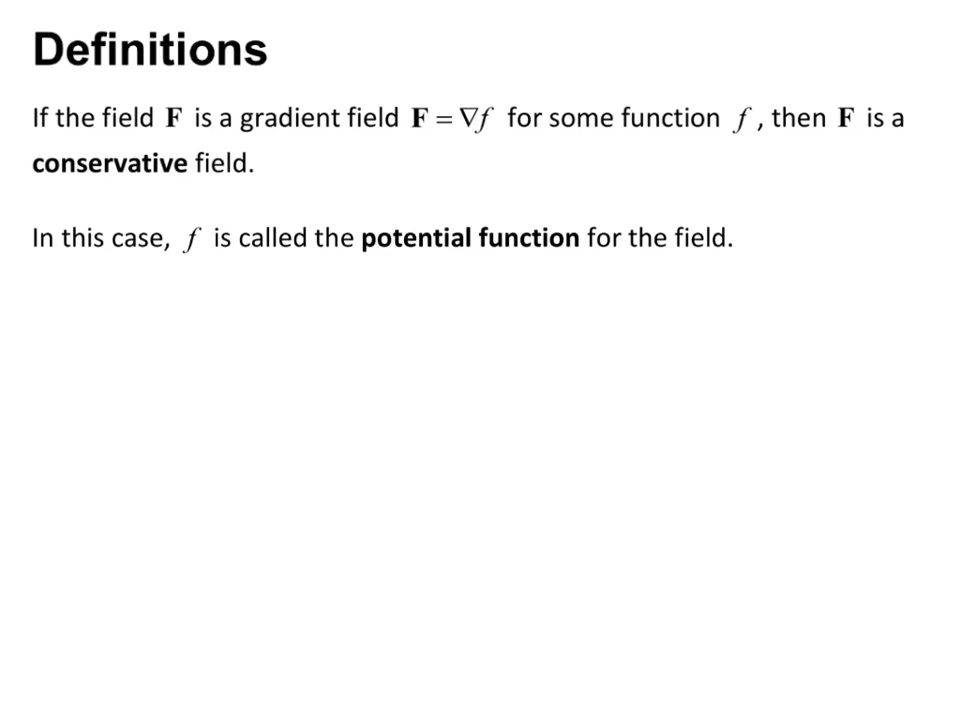 Definitions
If the field F is a gradient field F = ∇f for some function f , then F is a
conservative field.
In this case, f is called the potential function for the field.